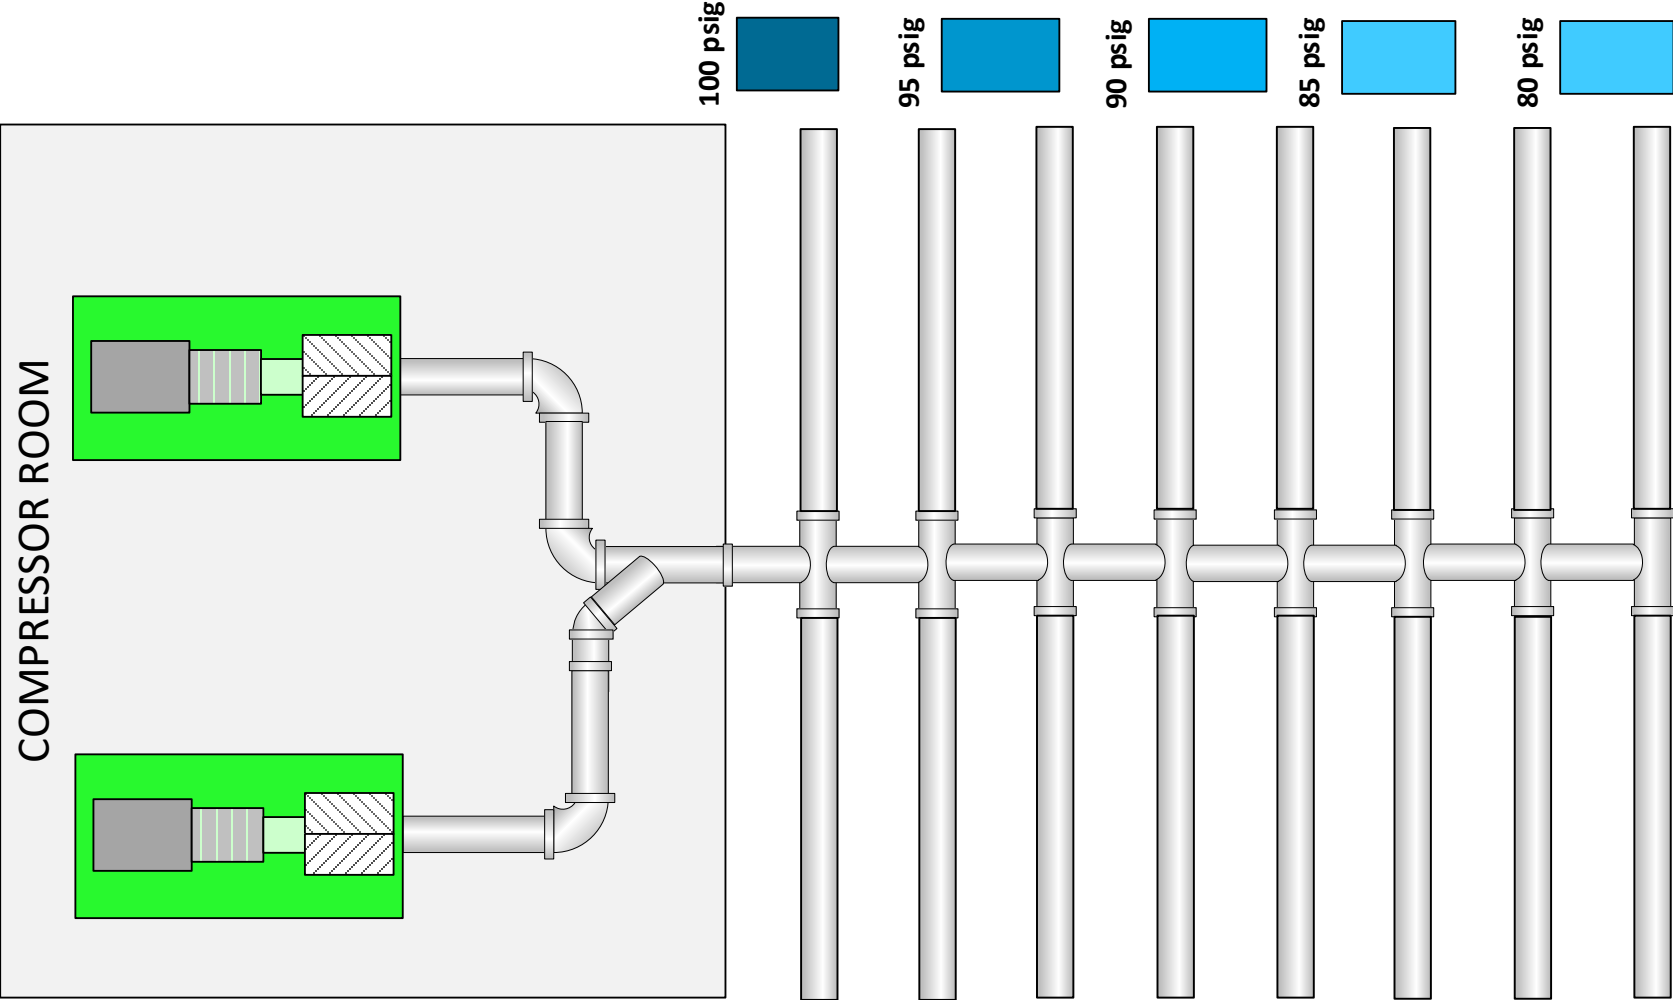 100 psig
95 psig
90 psig
85 psig
80 psig
COMPRESSOR ROOM